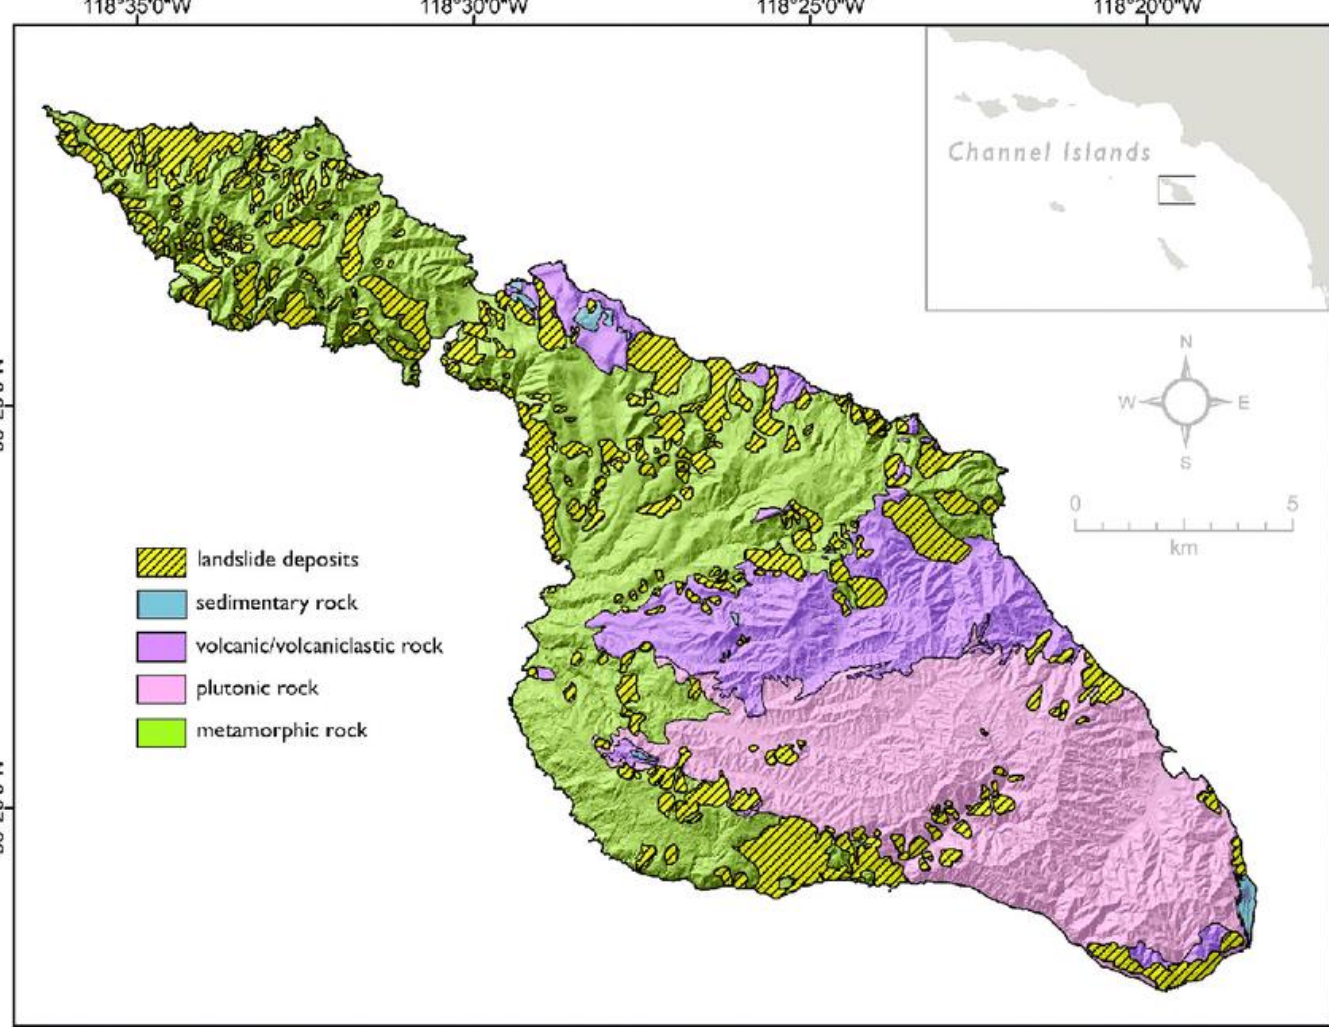 118°35'0"W 118°30'0"W 118°25'0"W 118°20'0"W
Channel Islands
N
W E
S
0 5
km
landslide deposits
sedimentary rock
volcanic/volcaniclastic rock
plutonic rock
metamorphic rock